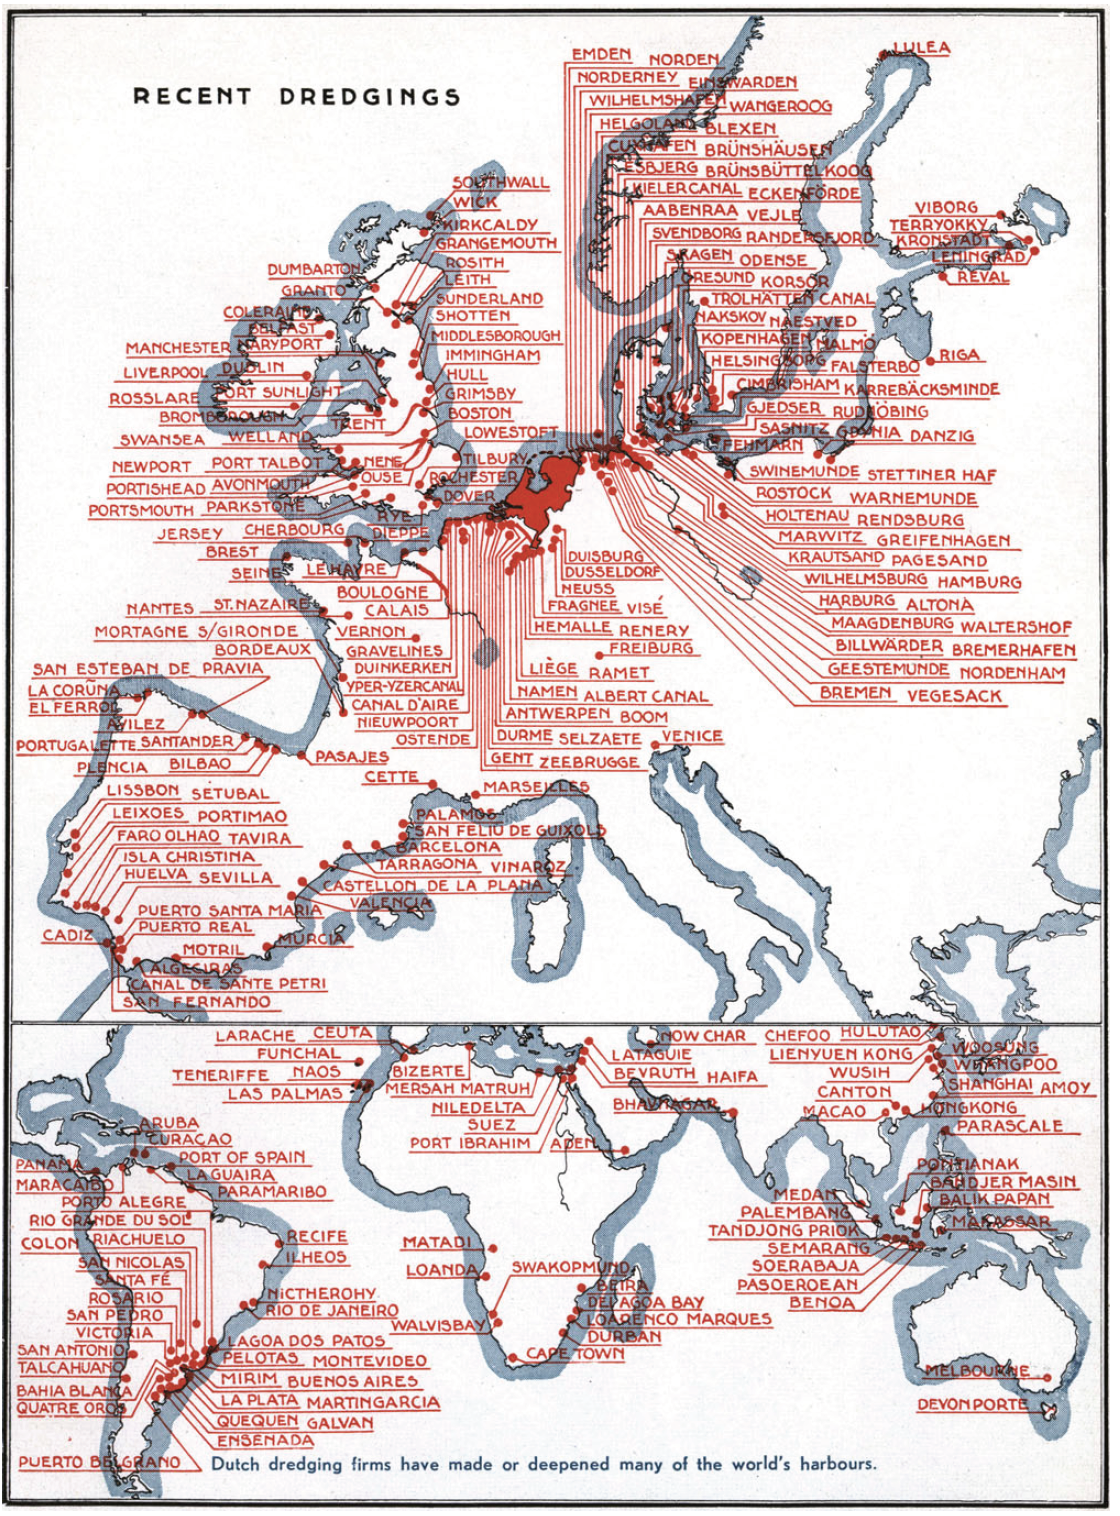 RECENT DREDGINGS
EMDEN NORDEN
NORDERNEY EINSWARDEN
WILHELMSHAFEN WANGEROOG
HELGOLAND BLEXEN
CUXHAFEN BRÜNSHÄUSEN
ESBJERG BRÜNSBÜTTELKOOG
KIELERCANAL ECKENFÖRDE
AABENRAA VEJLE
SVENDBORG RANDERSFJORD
SKAGEN ODENSE
RESUND KORSÖR
TROLHÄTTEN CANAL
NAKSKOV NAESTVED
KOPENHAGEN MALMÖ
HELSINGBORG FALSTERBO
CIMBRISHAM KARREBÄCKSMINDE
GJEDSER RUDKÖBING
SASNITZ GDYNIA DANZIG
FEHMARN
SWINEMUNDE STETTINER HAF
ROSTOCK WARNEMUNDE
HOLTENAU RENDSBURG
MARWITZ GREIFENHAGEN
KRAUTSAND PAGESAND
WILHELMSBURG HAMBURG
HARBURG ALTONA
MAAGDENBURG WALTERSHOF
BILLWÄRDER BREMERHAFEN
GEESTEMUNDE NORDENHAM
BREMEN VEGESACK
LULEA
VIBORG
TERRYOKKY
KRONSTADT
LENINGRAD
REVAL
RIGA
SOUTHWALL
WICK
KIRKCALDY
GRANGEMOUTH
ROSITH
LEITH
SUNDERLAND
SHOTTEN
MIDDLESBOROUGH
IMMINGHAM
HULL
GRIMSBY
BOSTON
LOWESTOFT
TILBURY
ROCHESTER
DOVER
DUMBARTON
GRANTO
COLERAINE
BELFAST
MANCHESTER MARYPORT
LIVERPOOL DUBLIN
ROSSLARE PORT SUNLIGHT
BROMBOROUGH KENT
SWANSEA WELLAND
NEWPORT PORT TALBOT NENE
PORTISHEAD AVONMOUTH OUSE
PORTSMOUTH PARKSTONE RYE
JERSEY CHERBOURG DIEPPE
BREST
SEINE LE HAVRE
BOULOGNE
NANTES ST.NAZAIRE CALAIS
MORTAGNE S/GIRONDE VERNON
BORDEAUX GRAVELINES
DUINKERKEN
YPER-YZERCANAL
CANAL D'AIRE
NIEUWPOORT
OSTENDE
DUISBURG
DUSSELDORF
NEUSS
FRAGNEE VISÉ
HEMALLE RENERY
FREIBURG
LIÈGE RAMET
NAMEN ALBERT CANAL
ANTWERPEN BOOM
DURME SELZAETE
GENT ZEEBRUGGE
VENICE
SAN ESTEBAN DE PRAVIA
LA CORUÑA
EL FERROL
AVILEZ
PORTUGALETTE SANTANDER
PLENCIA BILBAO
PASAJES
CETTE
MARSEILLES
PALAMOS
SAN FELIU DE GUIXOLS
BARCELONA
TARRAGONA VINAROZ
CASTELLON DE LA PLANA
VALENCIA
LISSBON SETUBAL
LEIXOES PORTIMAO
FARO OLHAO TAVIRA
ISLA CHRISTINA
HUELVA SEVILLA
PUERTO SANTA MARIA
PUERTO REAL
CADIZ
MOTRIL MURCIA
ALGECIRAS
CANAL DE SANTE PETRI
SAN FERNANDO
LARACHE CEUTA
FUNCHAL
TENERIFFE NAOS
LAS PALMAS
BIZERTE
MERSAH MATRUH
NILEDELTA
SUEZ
PORT IBRAHIM ADEN
LATAGUIE
BEYRUTH HAIFA
BHAVNAGAR
NOW CHAR CHEFOO HULUTAO
LIENYUEN KONG
WUSIH
CANTON
MACAO
WOOSUNG
WHANGPOO
SHANGHAI AMOY
HONGKONG
PARASCALE
PONTIANAK
BANDJER MASIN
BALIK PAPAN
MAKASSAR
MEDAN
PALEMBANG
TANDJONG PRIOK
SEMARANG
SOERABAJA
PASOEROEAN
BENOA
MELBOURNE
DEVONPORTE
ARUBA
CURAÇAO
PORT OF SPAIN
LA GUAIRA
PARAMARIBO
PANAMA
MARACAIBO
PORTO ALEGRE
RIO GRANDE DU SOL
COLON RIACHUELO
SAN NICOLAS
SANTA FÉ
ROSARIO
SAN PEDRO
VICTORIA
SAN ANTONIO
TALCAHUANO
BAHIA BLANCA
QUATRE OROS
PUERTO BELGRANO
RECIFE
ILHEOS
NICTHEROHY
RIO DE JANEIRO
LAGOA DOS PATOS
PELOTAS MONTEVIDEO
MIRIM BUENOS AIRES
LA PLATA MARTINGARCIA
QUEQUEN GALVAN
ENSENADA
MATADI
LOANDA
SWAKOPMUND
WALVISBAY
BEIRA
DELAGOA BAY
LOARENCO MARQUES
DURBAN
CAPE TOWN
Dutch dredging firms have made or deepened many of the world's harbours.